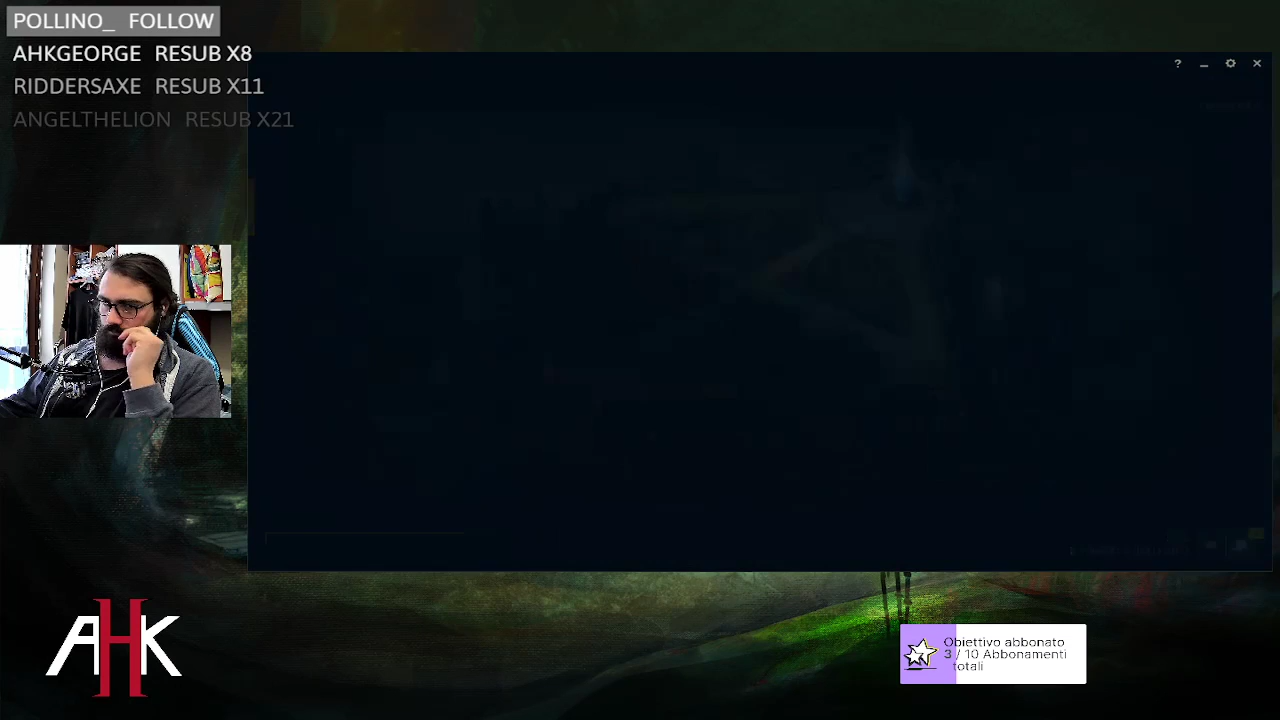 POLLINO_ FOLLOW
AHKGEORGE RESUB X8
RIDDERSAXE RESUB X11
ANGELTHELION RESUB X21
?
AHK
Obiettivo abbonato
3 / 10 Abbonamenti
totali